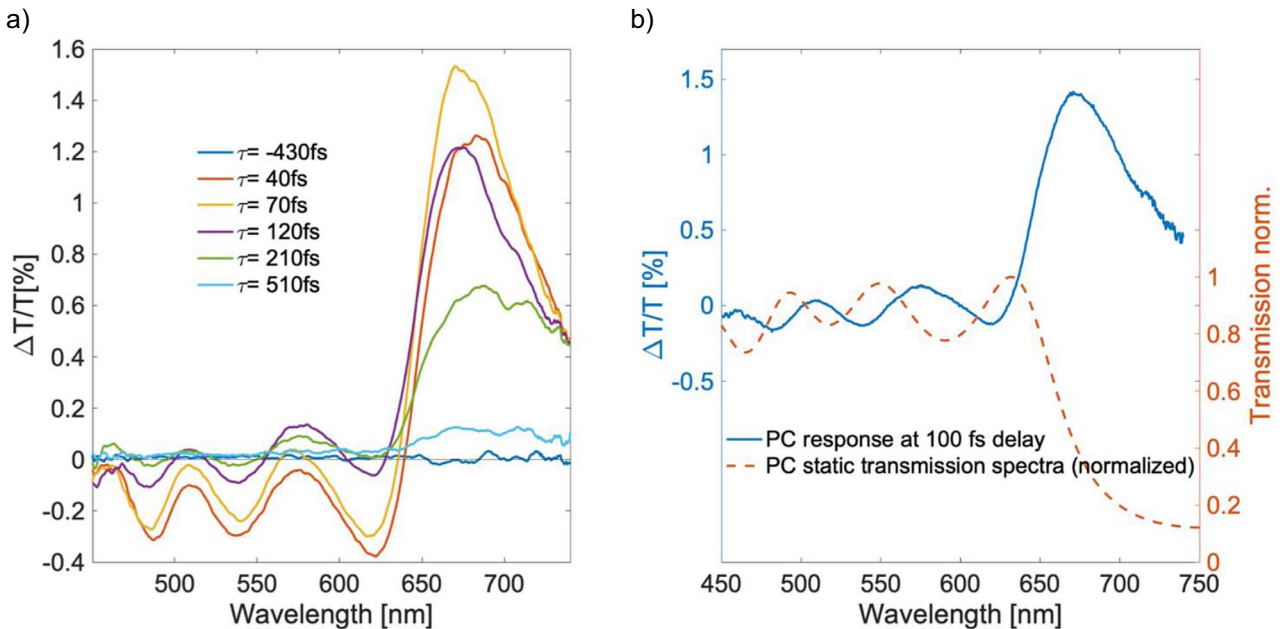 a)
ΔT/T[%]
1.6
1.4
1.2
1
0.8
0.6
0.4
0.2
0
-0.2
-0.4
τ= -430fs
τ= 40fs
τ= 70fs
τ= 120fs
τ= 210fs
τ= 510fs
500 550 600 650 700
Wavelength [nm]
b)
ΔT/T [%]
1.5
1
0.5
0
-0.5
PC response at 100 fs delay
PC static transmission spectra (normalized)
1
0.8
0.6
0.4
0.2
0
Transmission norm.
450 500 550 600 650 700 750
Wavelength [nm]